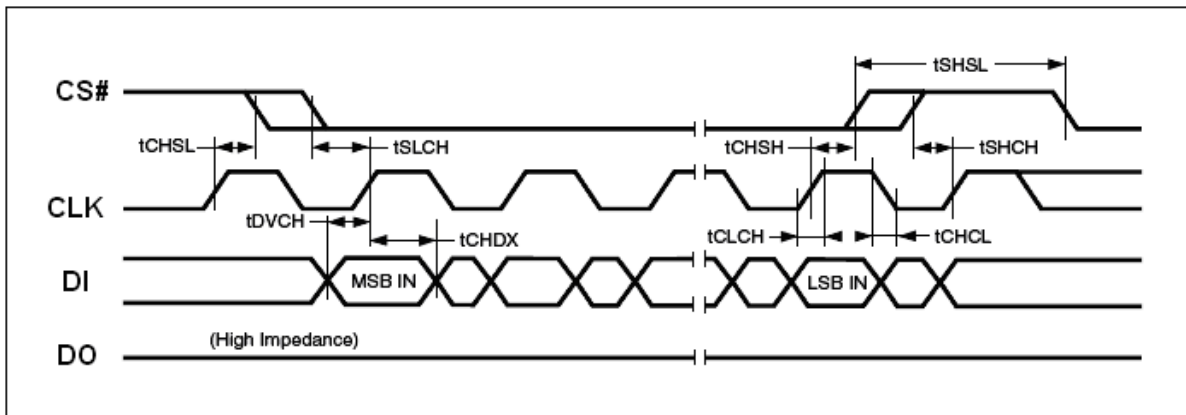 tSHSL
CS#
tCHSL
tSLCH
tCHSH
tSHCH
CLK
tDVCH
tCHDX
tCLCH
tCHCL
DI
MSB IN
LSB IN
(High Impedance)
DO